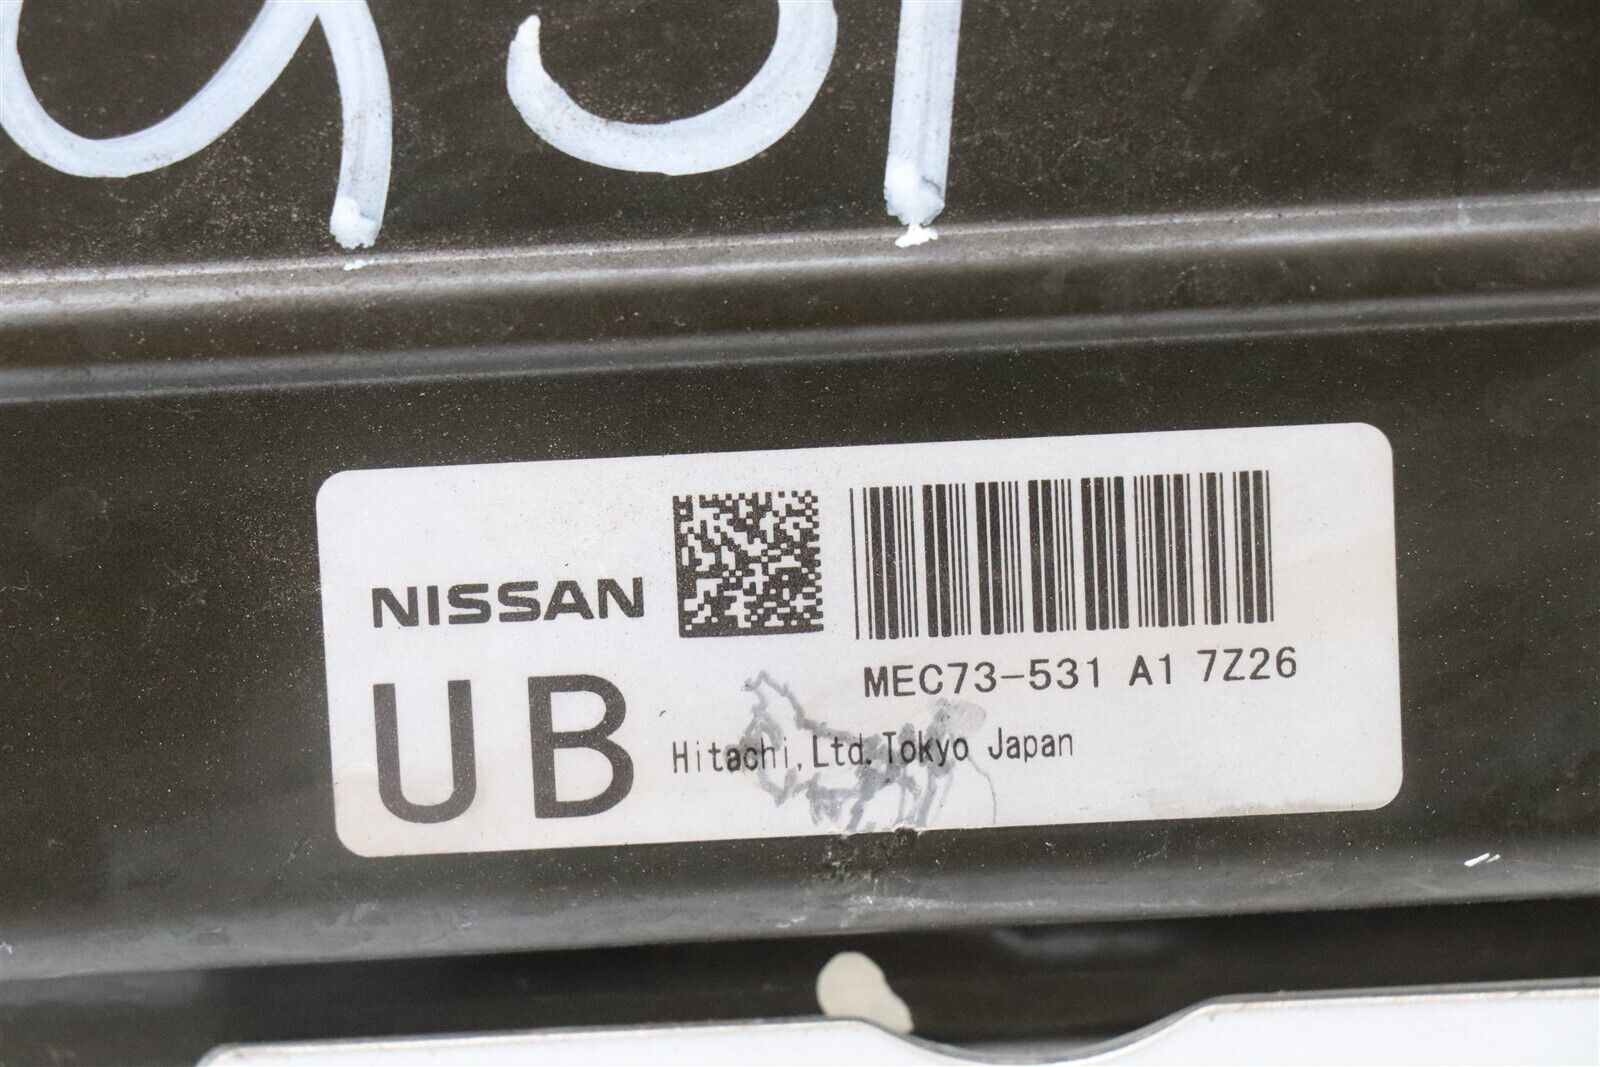 NISSAN
MEC73-531 A1 7Z26
UB
Hitachi,Ltd.Tokyo Japan